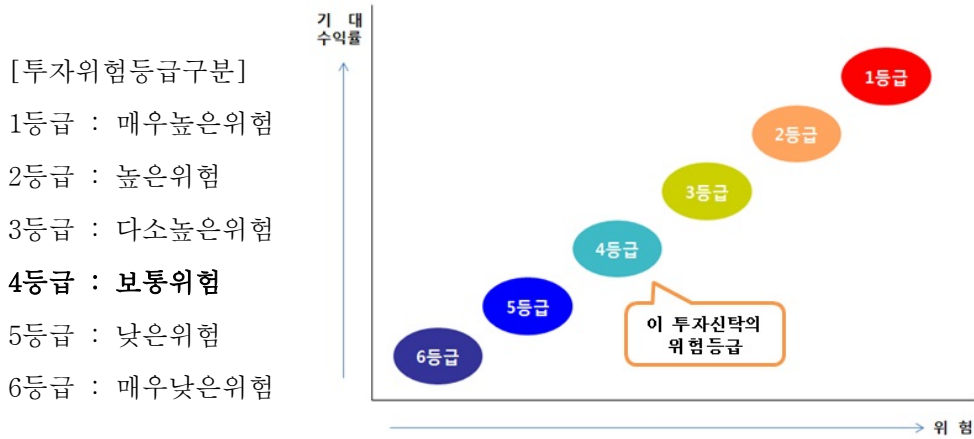 [투자위험등급구분]
1등급 : 매우높은위험
2등급 : 높은위험
3등급 : 다소높은위험
4등급 : 보통위험
5등급 : 낮은위험
6등급 : 매우낮은위험
기 대
수익률
1등급
2등급
3등급
4등급
5등급
6등급
이 투자신탁의
위험등급
위 험